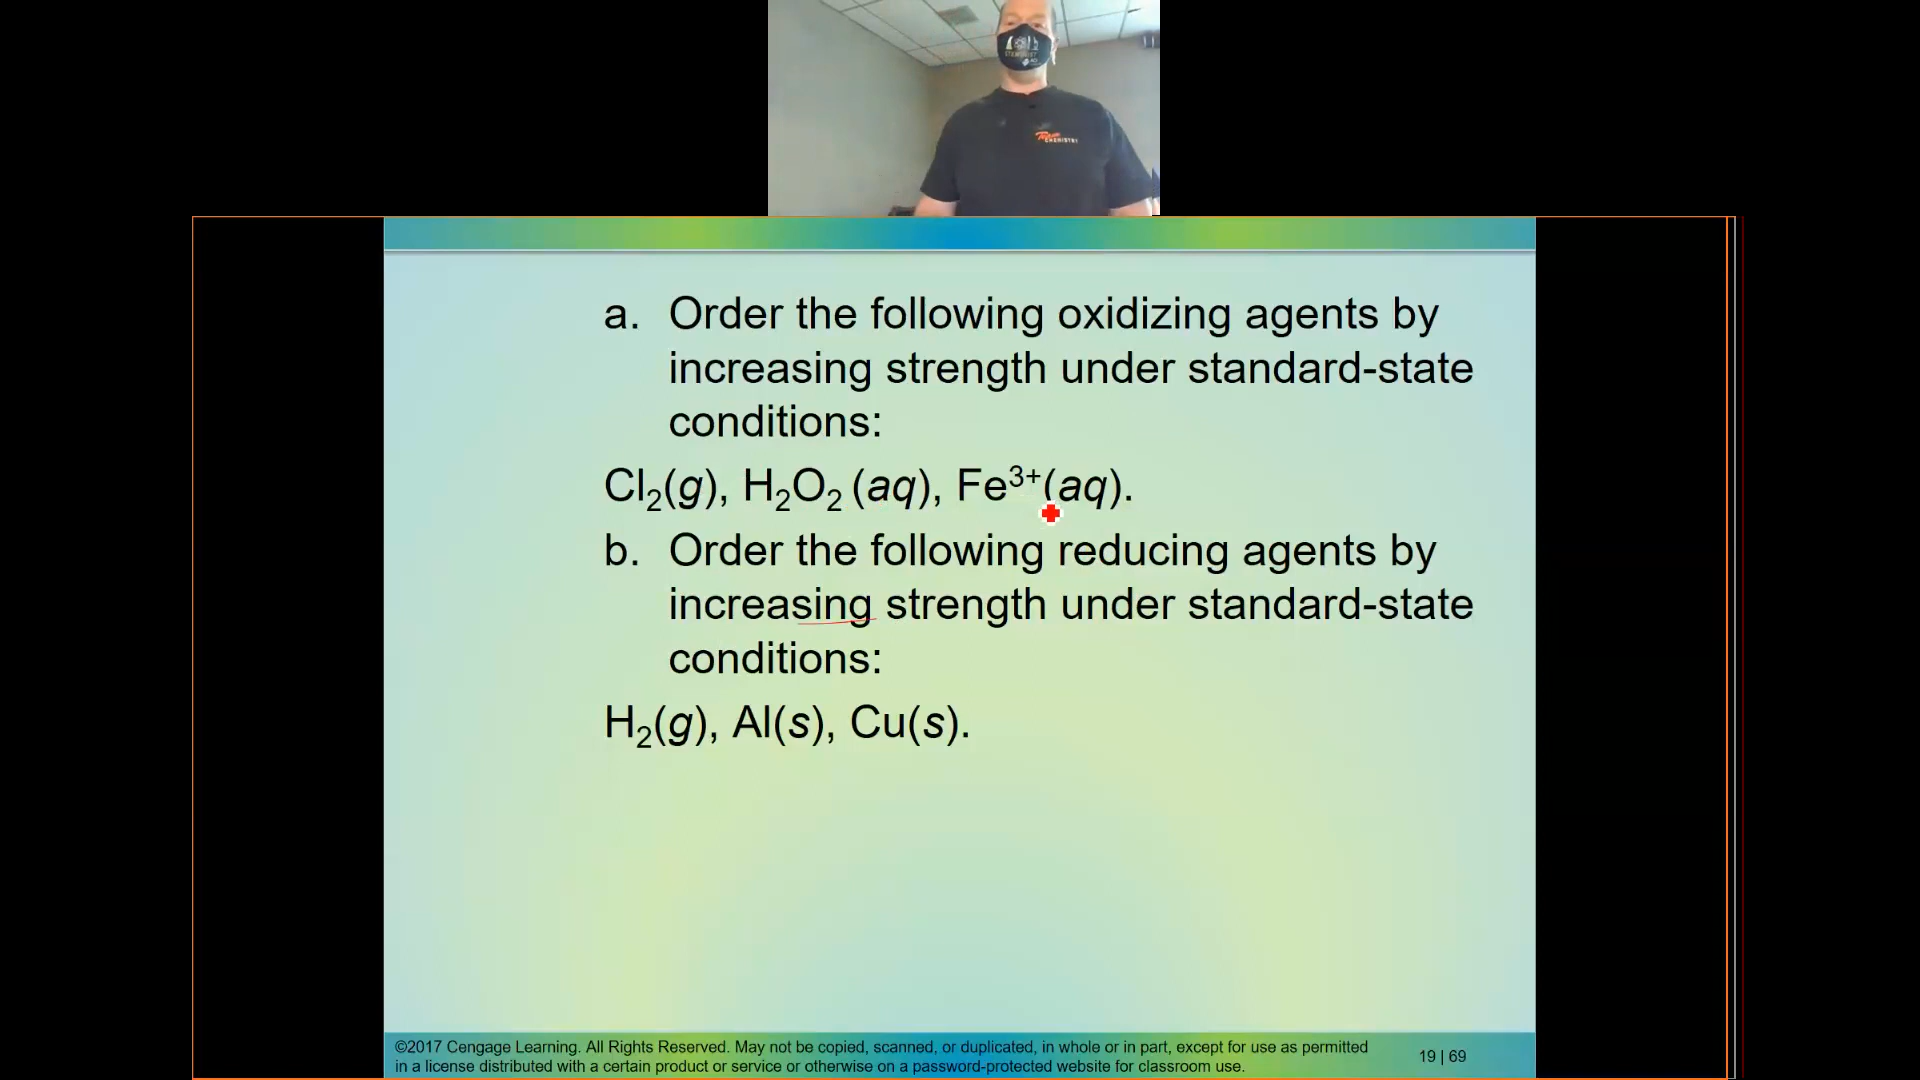 CHEMISTRY
a. Order the following oxidizing agents by
increasing strength under standard-state
conditions:
Cl₂(g), H₂O₂ (aq), Fe³⁺(aq).
b. Order the following reducing agents by
increasing strength under standard-state
conditions:
H₂(g), Al(s), Cu(s).
©2017 Cengage Learning. All Rights Reserved. May not be copied, scanned, or duplicated, in whole or in part, except for use as permitted
in a license distributed with a certain product or service or otherwise on a password-protected website for classroom use.
19 | 69